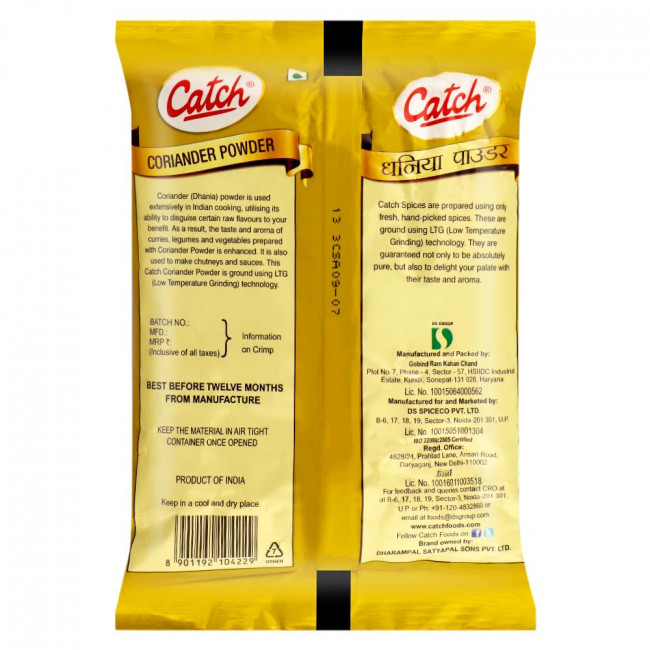 Catch®
CORIANDER POWDER
Coriander (Dhania) powder is used
extensively in Indian cooking, utilising its
ability to disguise certain raw flavours to your
benefit. As a result, the taste and aroma of
curries, legumes and vegetables prepared
with Coriander Powder is enhanced. It is also
used to make chutneys and sauces. This
Catch Coriander Powder is ground using LTG
(Low Temperature Grinding) technology.
BATCH NO.:
MFD.:
MRP ₹:
(Inclusive of all taxes)
Information
on Crimp
BEST BEFORE TWELVE MONTHS
FROM MANUFACTURE
KEEP THE MATERIAL IN AIR TIGHT
CONTAINER ONCE OPENED
PRODUCT OF INDIA
Keep in a cool and dry place.
8 901192 104229
7
OTHER
13 3CSA09-07
Catch®
धनिया पाउडर
Catch Spices are prepared using only
fresh, hand-picked spices. These are
ground using LTG (Low Temperature
Grinding) technology. They are
guaranteed not only to be absolutely
pure, but also to delight your palate with
their taste and aroma.
DS GROUP
Manufactured and Packed by:
Gobind Ram Kahan Chand
Plot No. 7, Phase - 4, Sector - 57, HSIIDC Industrial
Estate, Kundli, Sonepat-131 028, Haryana
Lic. No. 10015064000562
Manufactured for and Marketed by:
DS SPICECO PVT. LTD.
B-6, 17, 18, 19, Sector-3, Noida-201 301, U.P.
Lic. No. 10015051001304
ISO 22000:2005 Certified
Regd. Office:
4828/24, Prahlad Lane, Ansari Road,
Daryaganj, New Delhi-110002
fssai
Lic. No. 10016011003518
For feedback and queries contact CRO at
at B-6, 17, 18, 19, Sector-3, Noida-201 301,
U.P. or Ph: +91-120-4832860 or
email at foods@dsgroup.com
www.catchfoods.com
Follow Catch Foods on
Brand owned by:
DHARAMPAL SATYAPAL SONS PVT. LTD.